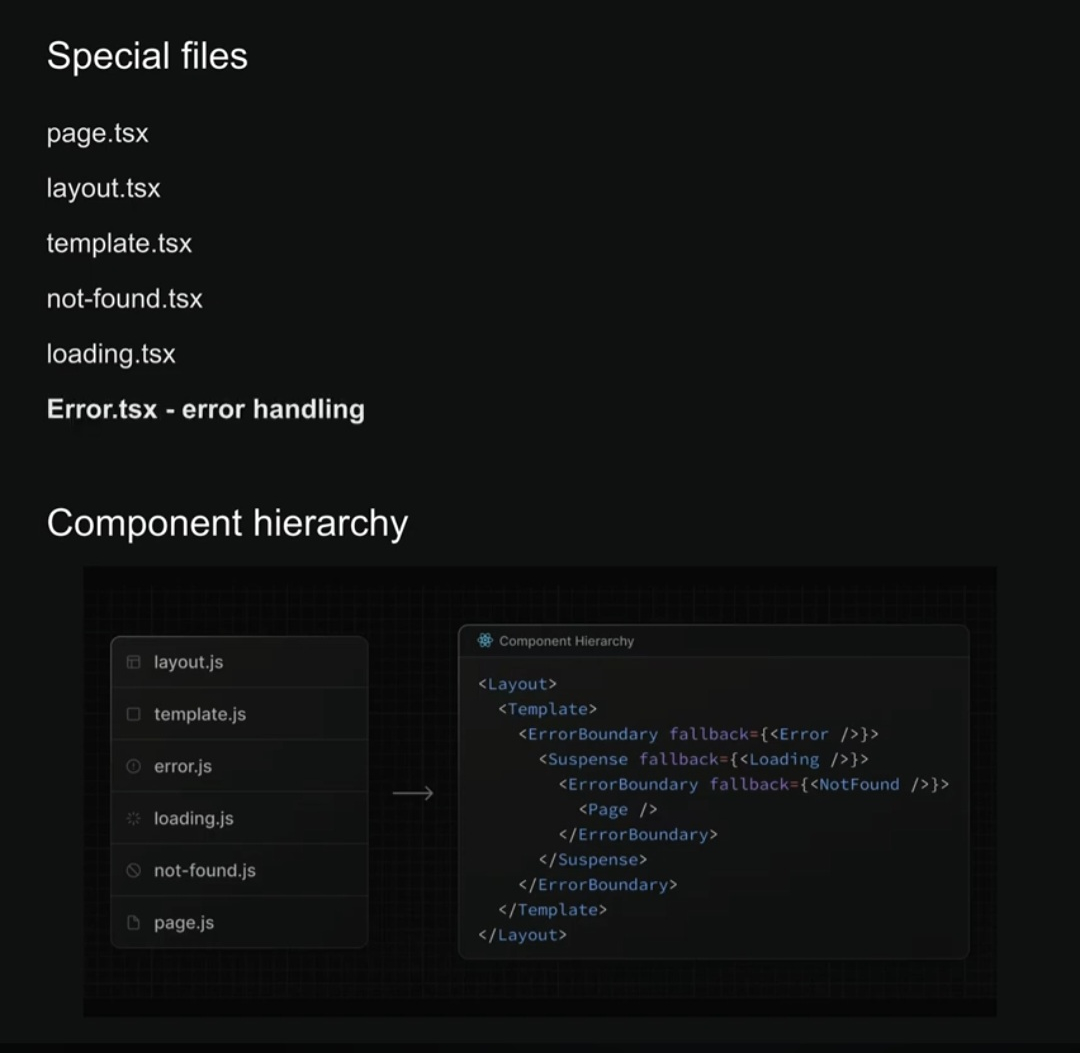 Special files
page.tsx
layout.tsx
template.tsx
not-found.tsx
loading.tsx
Error.tsx - error handling
Component hierarchy
layout.js
template.js
error.js
loading.js
not-found.js
page.js
Component Hierarchy
<Layout>
<Template>
<ErrorBoundary fallback={<Error />}>
<Suspense fallback={<Loading />}>
<ErrorBoundary fallback={<NotFound />}>
<Page />
</ErrorBoundary>
</Suspense>
</ErrorBoundary>
</Template>
</Layout>